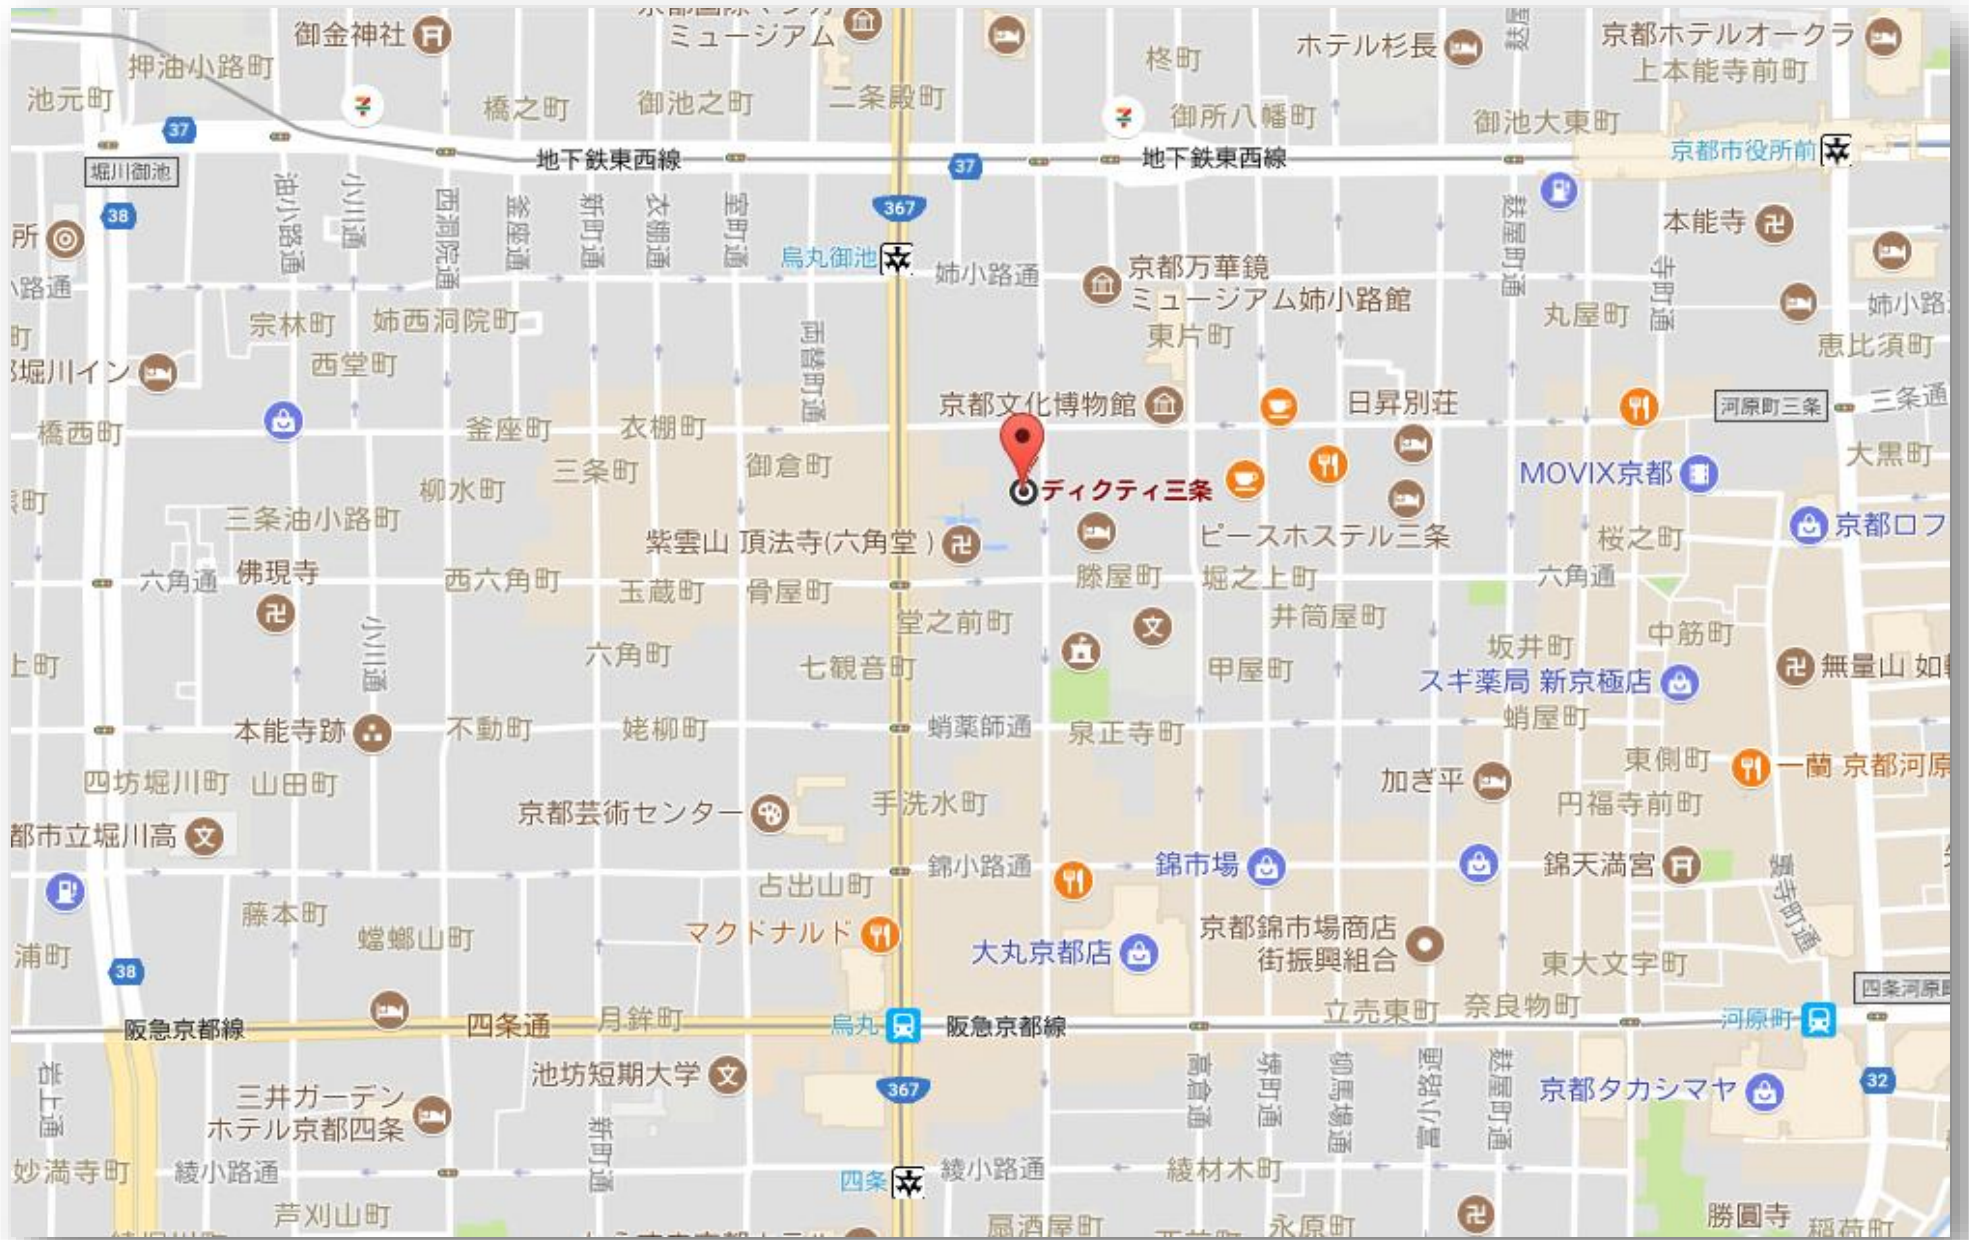 御金神社
ミュージアム
ホテル杉長
京都ホテルオークラ
上本能寺前町
押油小路町
柊町
池元町
橋之町
御池之町
二条殿町
御所八幡町
御池大東町
37
地下鉄東西線
37
地下鉄東西線
京都市役所前
堀川御池
38
油小路通
小川通
西洞院通
釜座通
新町通
衣棚通
室町通
367
麩屋町通
本能寺
所
烏丸御池
姉小路通
京都万華鏡
ミュージアム姉小路館
寺町通
路通
町
宗林町
姉西洞院町
丸屋町
姉小路
西堂町
両替町通
東片町
恵比須町
堀川イン
京都文化博物館
日昇別荘
河原町三条
三条通
橋西町
釜座町
衣棚町
三条町
御倉町
大黒町
MOVIX京都
柳水町
ディクティ三条
町
三条油小路町
紫雲山 頂法寺(六角堂 )
ピースホステル三条
桜之町
京都ロフ
六角通
佛現寺
西六角町
玉蔵町
骨屋町
滕屋町
堀之上町
六角通
堂之前町
井筒屋町
中筋町
小川通
坂井町
上町
六角町
七観音町
甲屋町
スギ薬局 新京極店
無量山 如
本能寺跡
不動町
姥柳町
蛸薬師通
泉正寺町
蛸屋町
四坊堀川町
山田町
東側町
一蘭 京都河原
加ぎ平
京都芸術センター
手洗水町
円福寺前町
都市立堀川高
錦小路通
錦市場
錦天満宮
裏寺町通
占出山町
藤本町
蟷螂山町
マクドナルド
大丸京都店
京都錦市場商店
街振興組合
浦町
38
東大文字町
四条河原町
阪急京都線
四条通
月鉾町
烏丸
阪急京都線
立売東町
奈良物町
河原町
岩上通
池坊短期大学
367
高倉通
堺町通
柳馬場通
富小路通
麩屋町通
京都タカシマヤ
32
三井ガーデン
ホテル京都四条
新町通
妙満寺町
綾小路通
四条
綾小路通
綾材木町
芦刈山町
扇酒屋町
永原町
勝圓寺
稲荷町